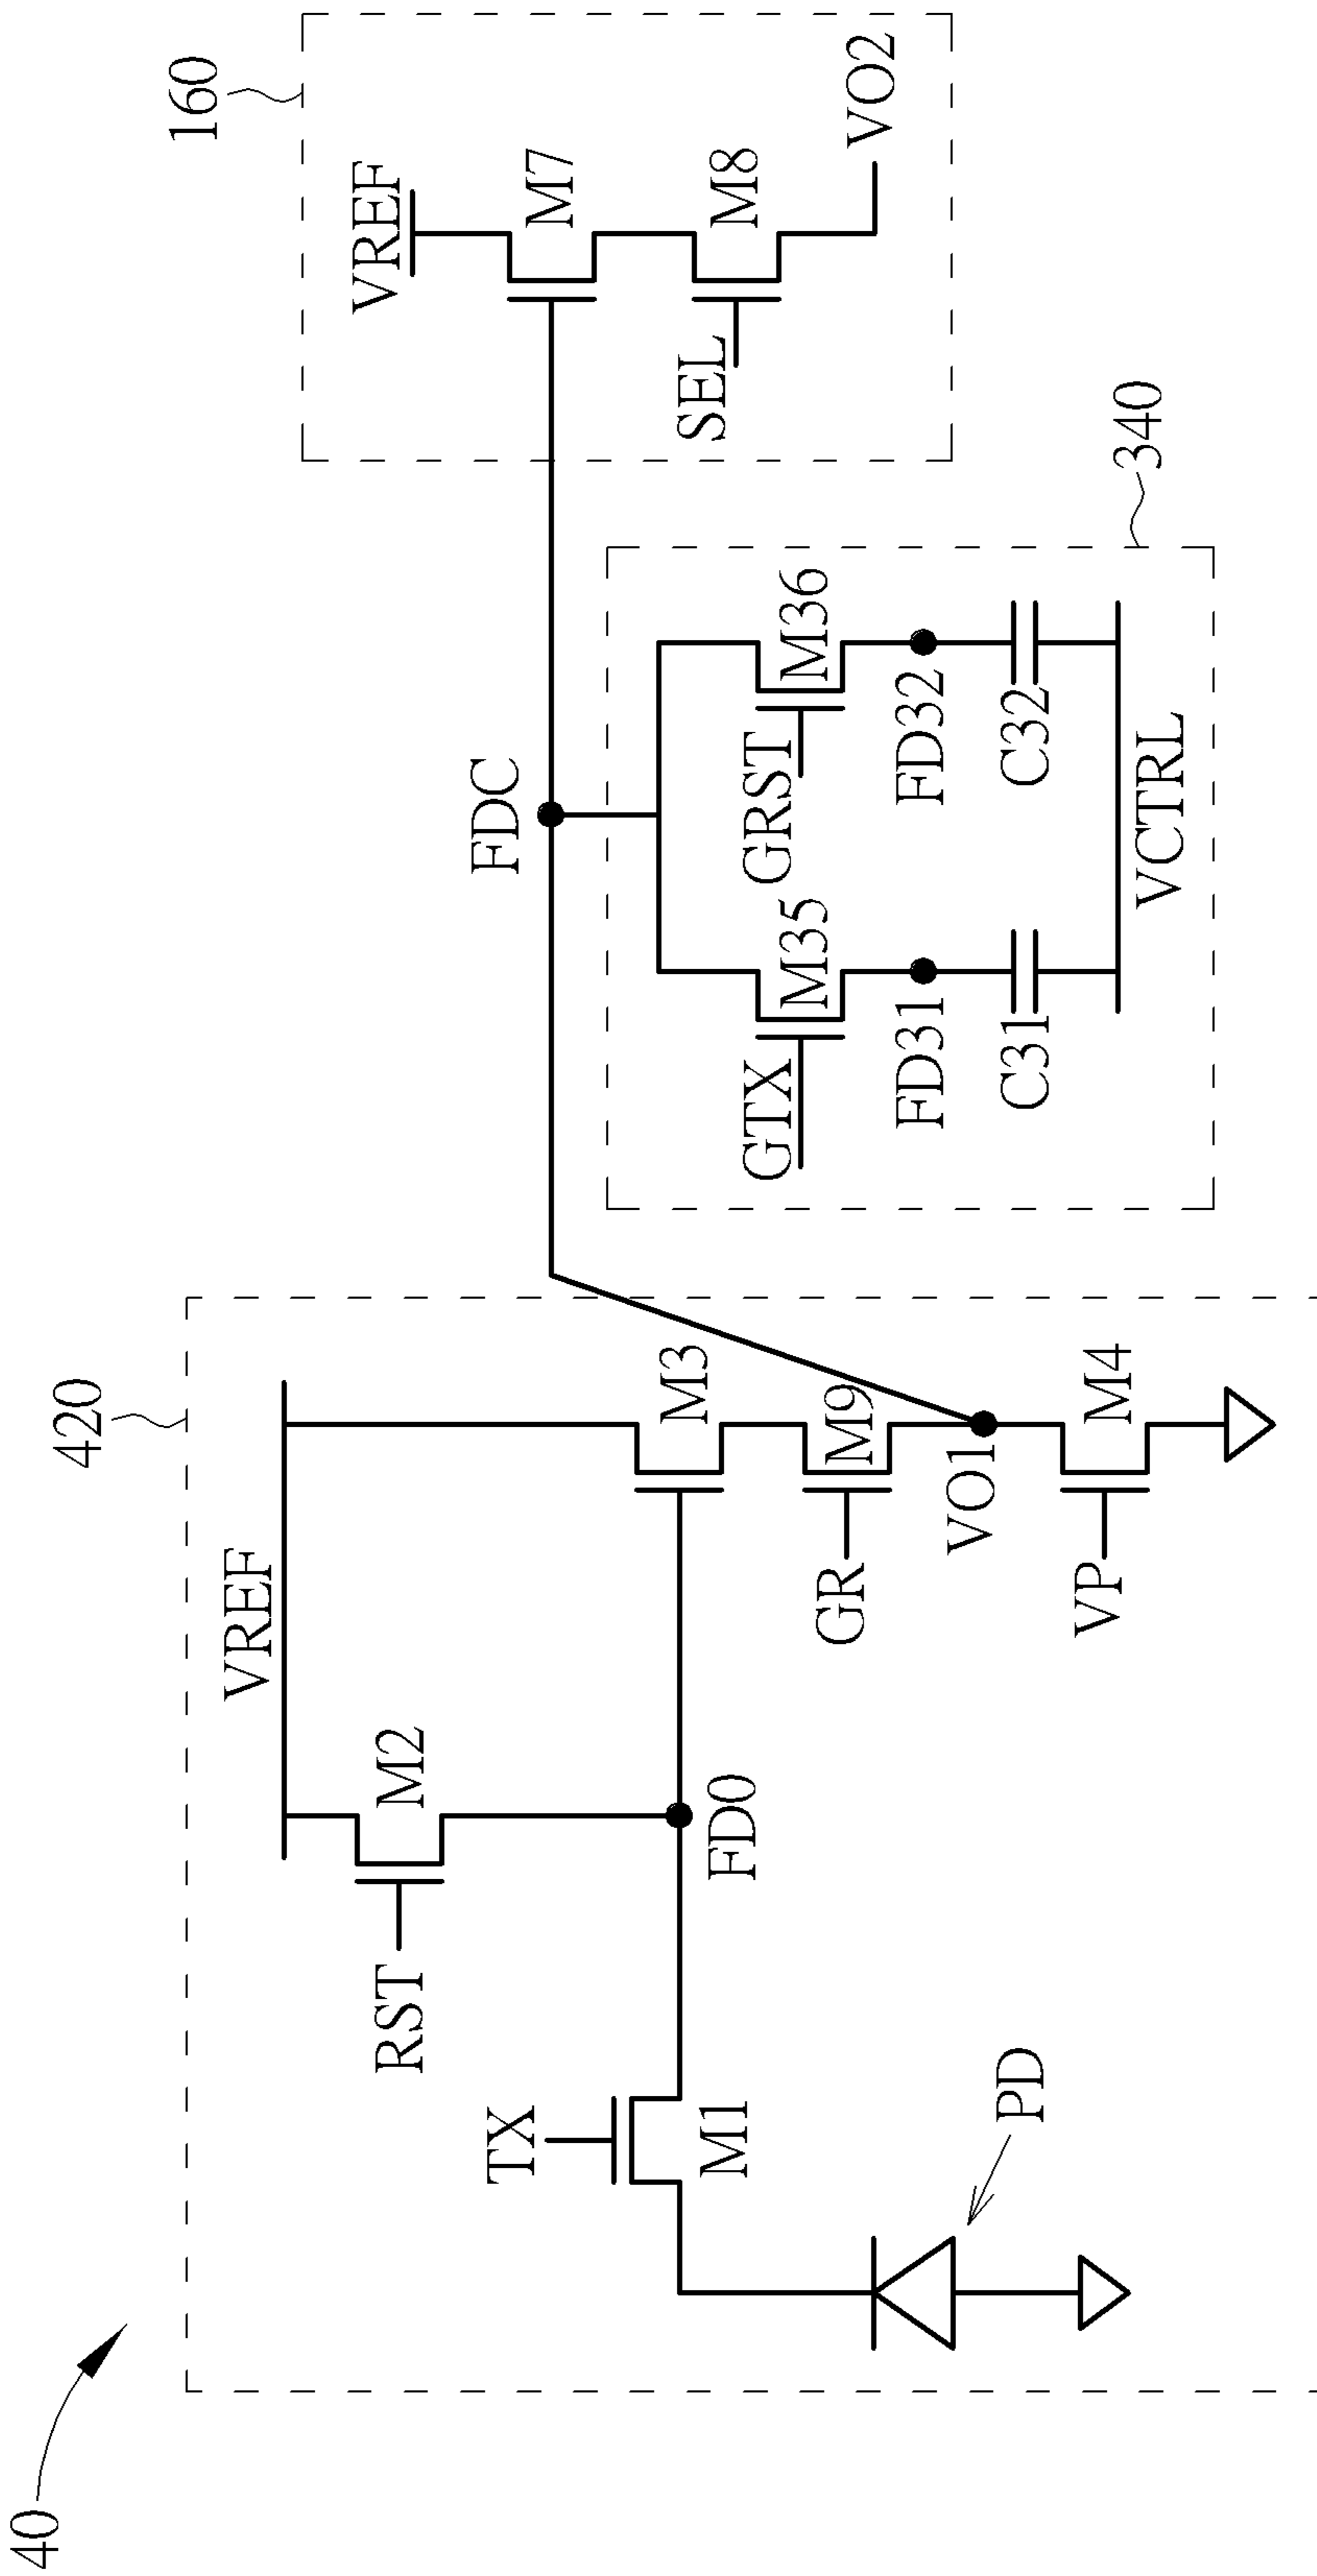 40
420
VREF
RST
M2
TX
M1
FD0
PD
M3
GR
M9
VO1
VP
M4
FDC
GTX
M35
GRST
M36
FD31
FD32
C31
C32
VCTRL
340
160
VREF
M7
SEL
M8
VO2